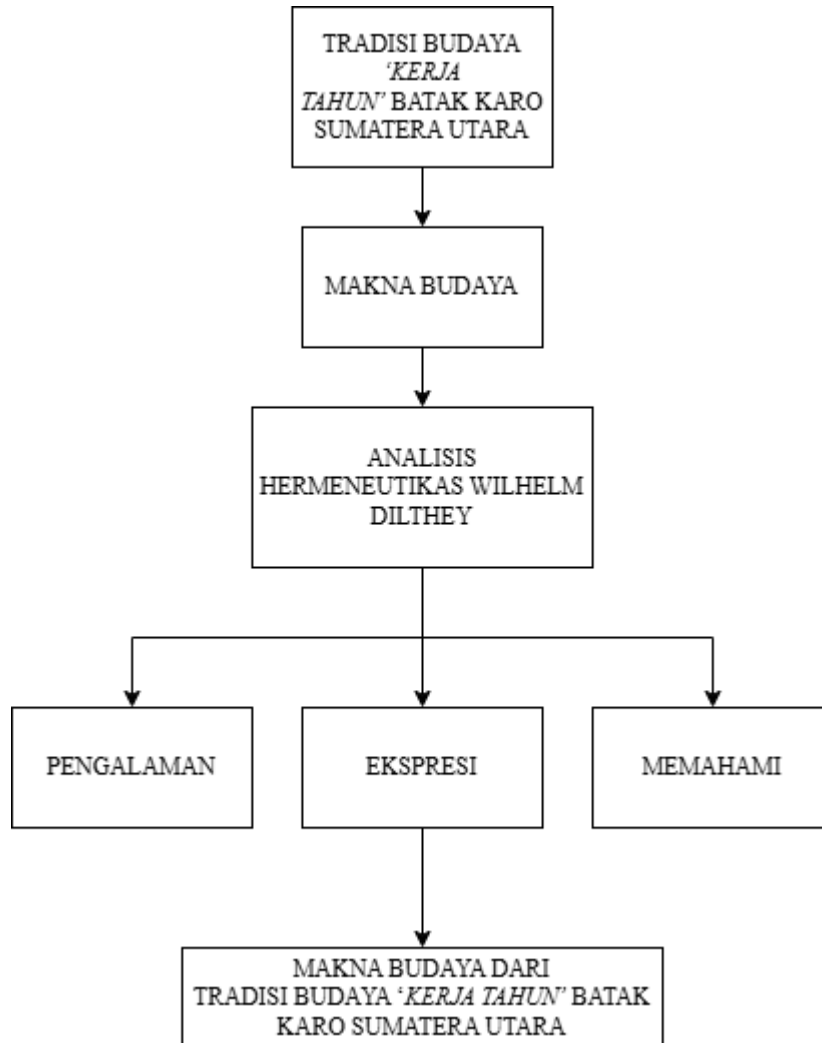 TRADISI BUDAYA
‘KERJA
TAHUN’ BATAK KARO
SUMATERA UTARA
MAKNA BUDAYA
ANALISIS
HERMENEUTIKAS WILHELM
DILTHEY
PENGALAMAN
EKSPRESI
MEMAHAMI
MAKNA BUDAYA DARI
TRADISI BUDAYA ‘KERJA TAHUN’ BATAK
KARO SUMATERA UTARA